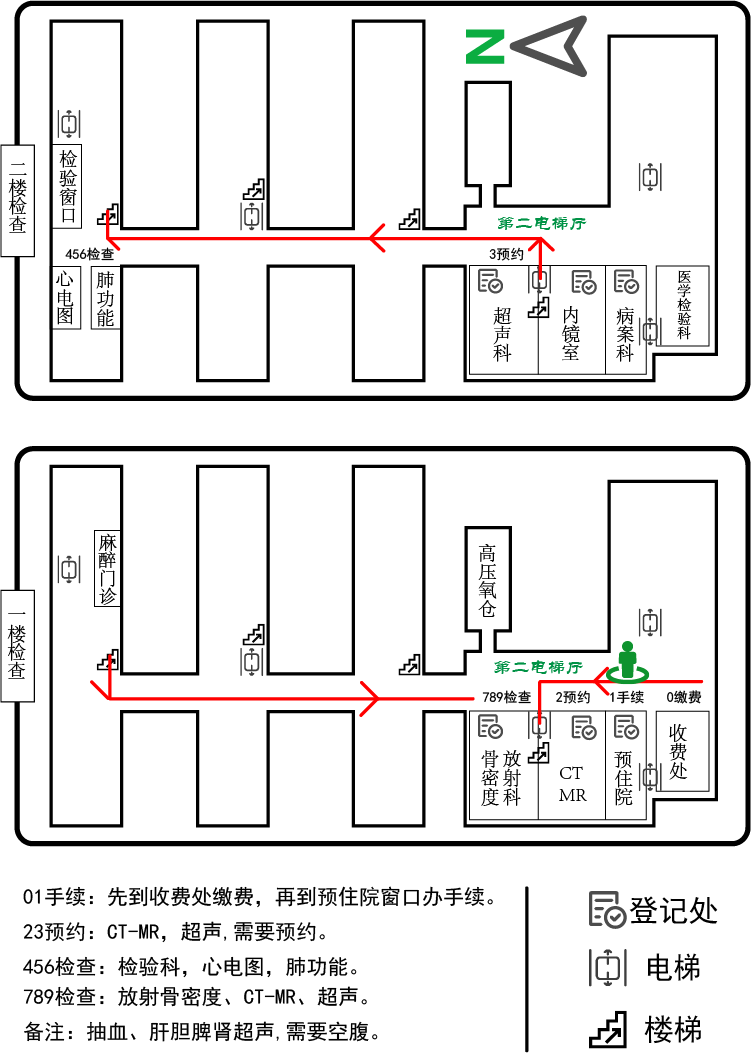 N
二楼检查
检验窗口
456检查
心电图
肺功能
第二电梯厅
3预约
超声科
内镜室
病案科
医学检验科
一楼检查
麻醉门诊
高压氧仓
第二电梯厅
789检查
2预约
1手续
0缴费
骨密度
放射科
CT
MR
预住院
收费处
01手续：先到收费处缴费，再到预住院窗口办手续。
23预约：CT-MR，超声,需要预约。
456检查：检验科，心电图，肺功能。
789检查：放射骨密度、CT-MR、超声。
备注：抽血、肝胆脾肾超声,需要空腹。
登记处
电梯
楼梯